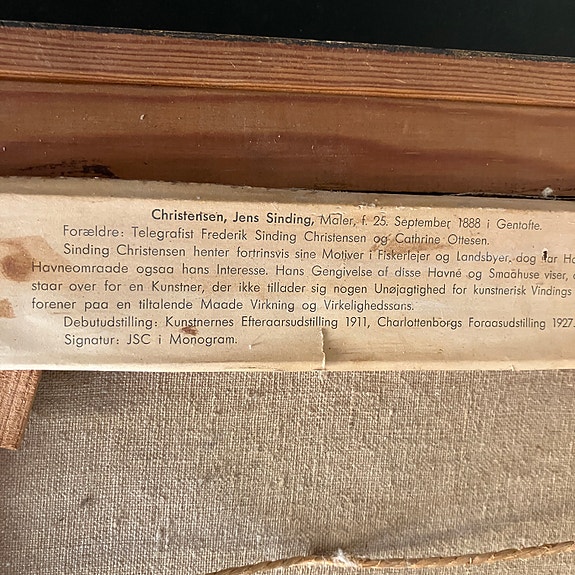 Christensen, Jens Sinding, Maler, f. 25. September 1888 i Gentofte.
Forældre: Telegrafist Frederik Sinding Christensen og Cathrine Ottesen.
Sinding Christensen henter fortrinsvis sine Motiver i Fiskerlejer og Landsbyer, dog har
Havneomraade ogsaa hans Interesse. Hans Gengivelse af disse Havne og Smaahuse viser,
staar over for en Kunstner, der ikke tillader sig nogen Unøjagtighed for kunstnerisk Vindings
forener paa en tiltalende Maade Virkning og Virkelighedssans.
Debutudstilling: Kunstnernes Efteraarsudstilling 1911, Charlottenborgs Foraarsudstilling 1927.
Signatur: JSC i Monogram.